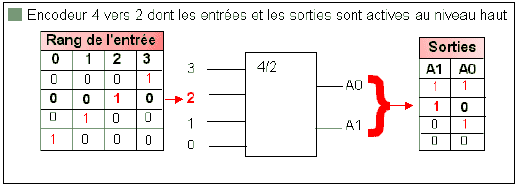 Encodeur 4 vers 2 dont les entrées et les sorties sont actives au niveau haut
Rang de l'entrée
0 1 2 3
0 0 0 1
0 0 1 0
0 1 0 0
1 0 0 0
3
2
1
0
4/2
A0
A1
Sorties
A1 A0
1 1
1 0
0 1
0 0